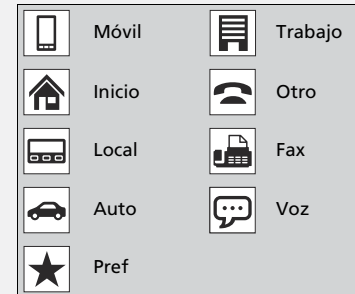 Móvil
Trabajo
Inicio
Otro
Local
Fax
Auto
Voz
Pref